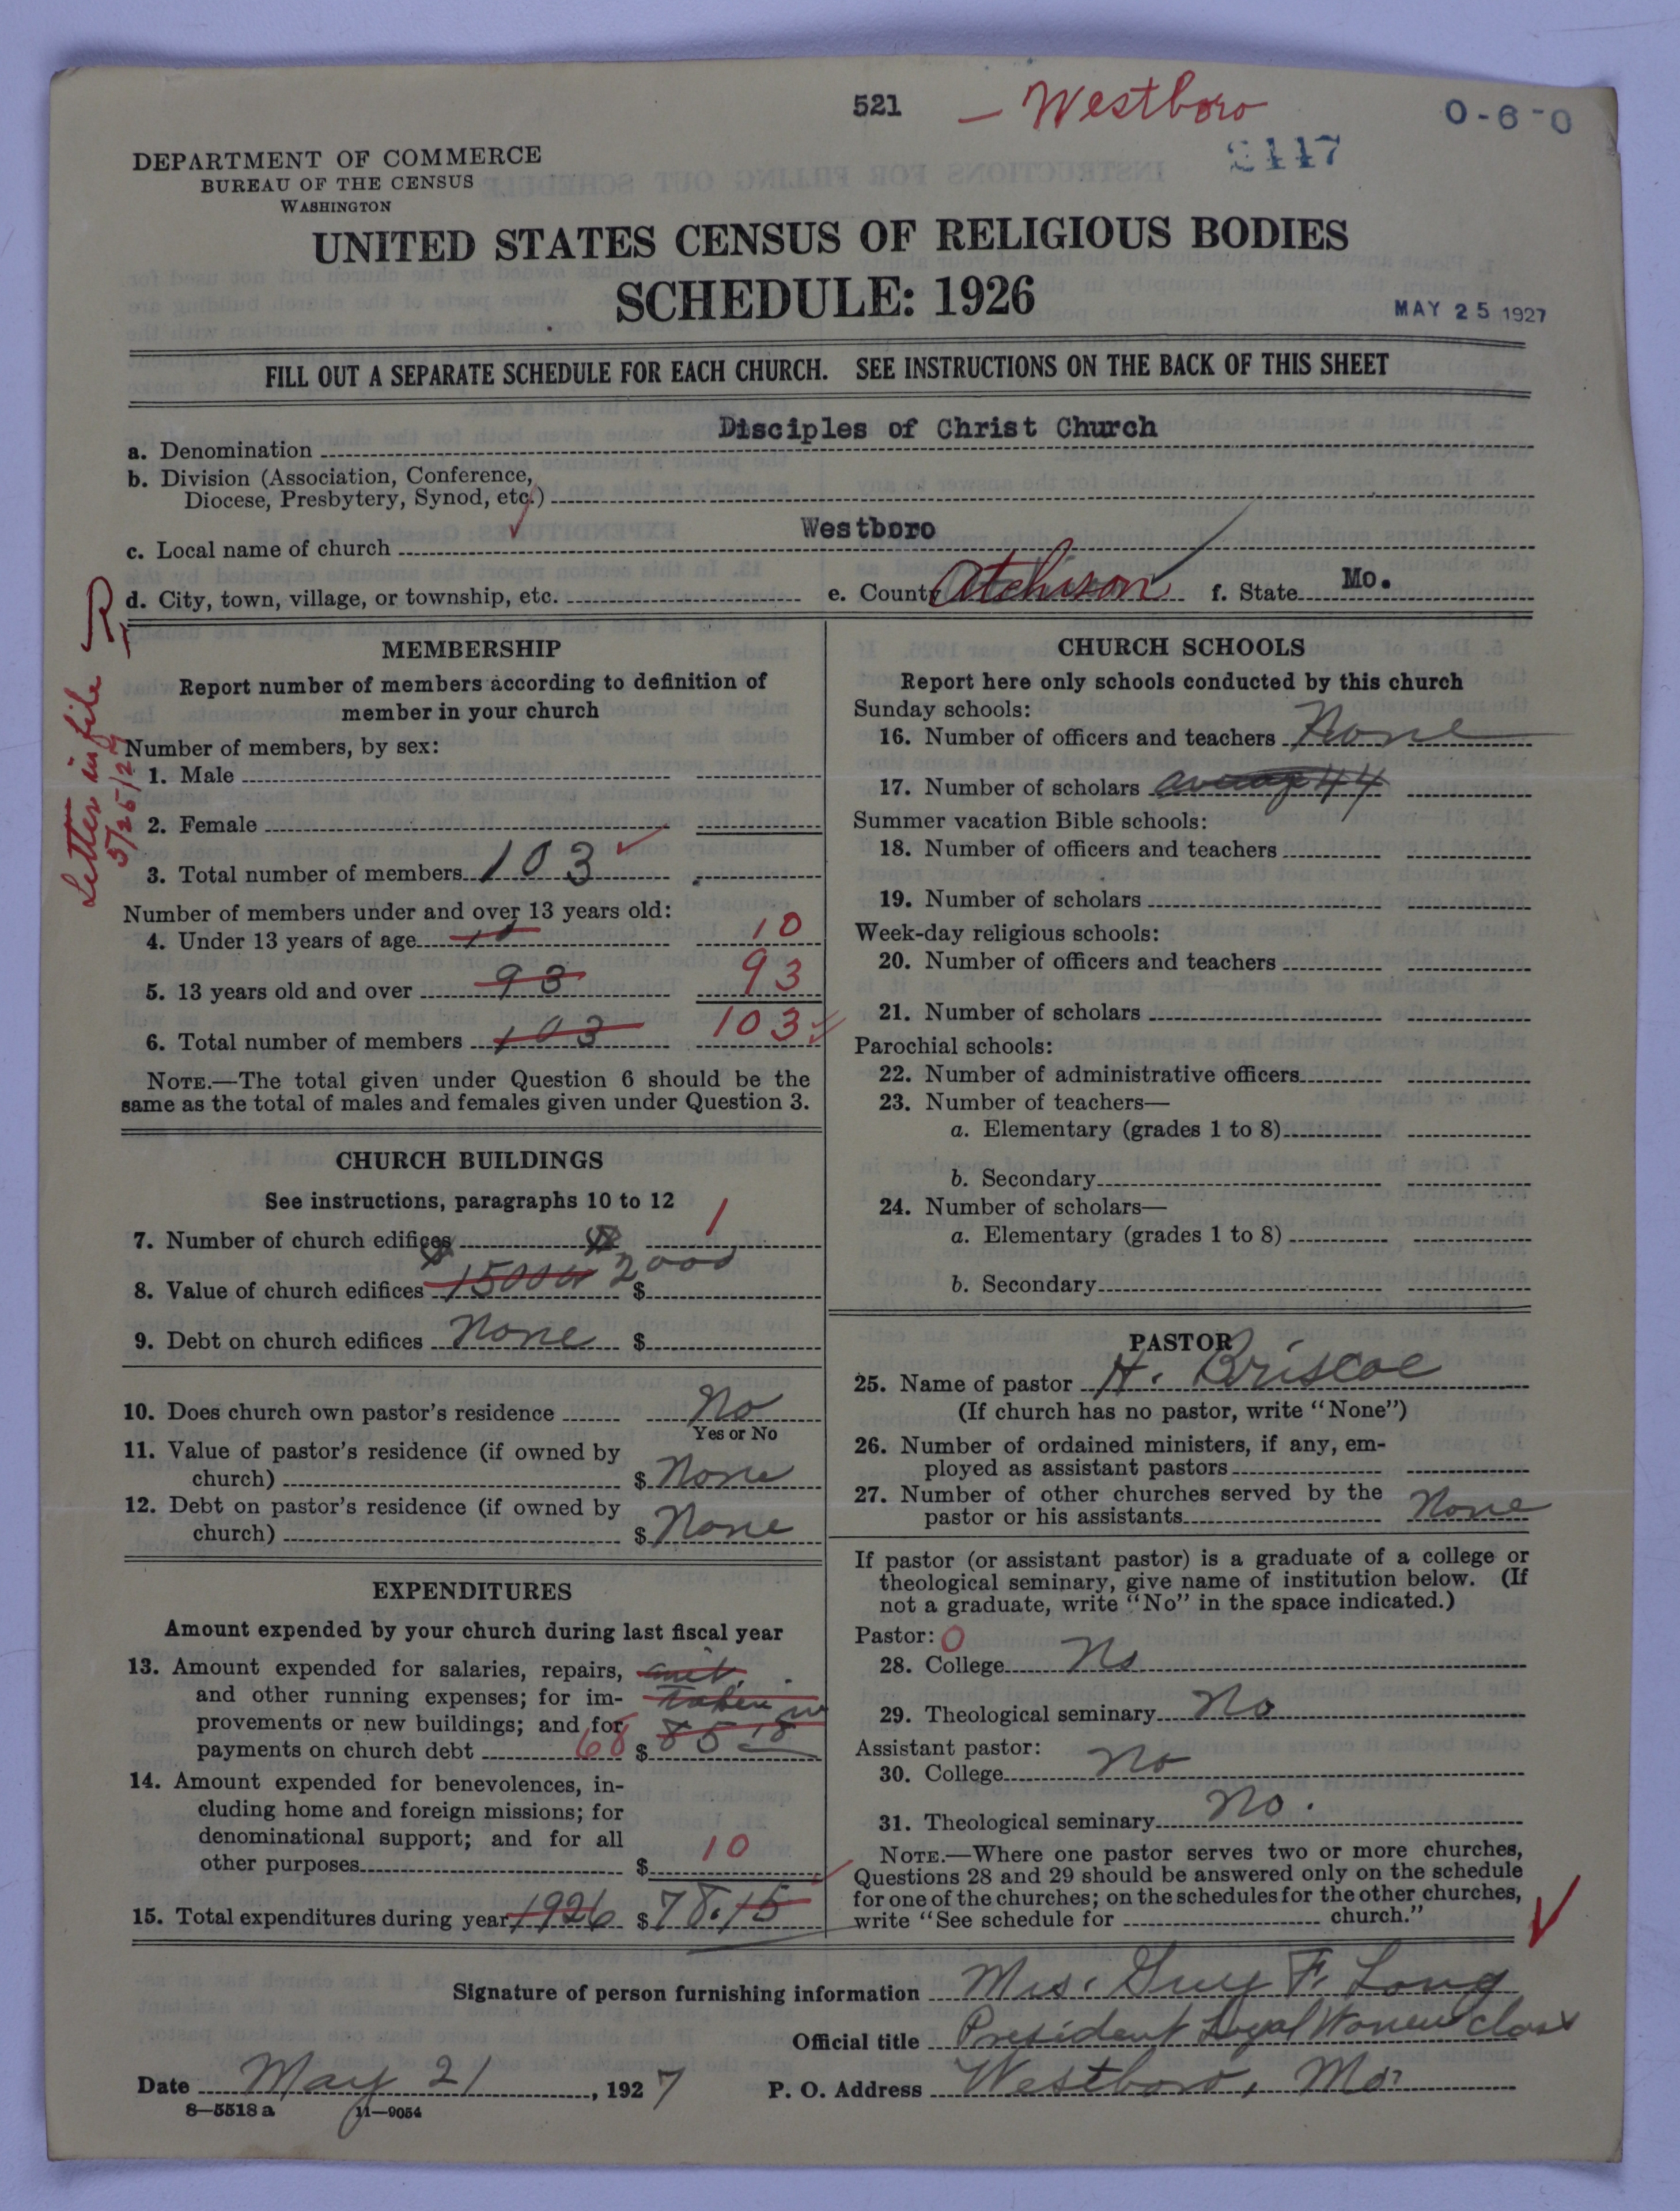 521 — Westboro
0-6-0
2117
DEPARTMENT OF COMMERCE
BUREAU OF THE CENSUS
WASHINGTON
UNITED STATES CENSUS OF RELIGIOUS BODIES
SCHEDULE: 1926
MAY 25 1927
FILL OUT A SEPARATE SCHEDULE FOR EACH CHURCH. SEE INSTRUCTIONS ON THE BACK OF THIS SHEET
a. Denomination Disciples of Christ Church
b. Division (Association, Conference,
Diocese, Presbytery, Synod, etc.)
c. Local name of church Westboro
d. City, town, village, or township, etc. e. County Atchison f. State Mo.
R
Letter in file
5/25/27
MEMBERSHIP
Report number of members according to definition of
member in your church
Number of members, by sex:
1. Male
2. Female
3. Total number of members 103
Number of members under and over 13 years old:
4. Under 13 years of age 10 10
5. 13 years old and over 93 93
6. Total number of members 103 103
NOTE.—The total given under Question 6 should be the
same as the total of males and females given under Question 3.
CHURCH BUILDINGS
See instructions, paragraphs 10 to 12
7. Number of church edifices 1
8. Value of church edifices 15000 2000 $
9. Debt on church edifices None $
10. Does church own pastor's residence No
Yes or No
11. Value of pastor's residence (if owned by
church) $ None
12. Debt on pastor's residence (if owned by
church) $ None
EXPENDITURES
Amount expended by your church during last fiscal year
13. Amount expended for salaries, repairs, amt.
and other running expenses; for im- taken in
provements or new buildings; and for
payments on church debt 68 $ 85 18
14. Amount expended for benevolences, in-
cluding home and foreign missions; for
denominational support; and for all
other purposes $ 10
15. Total expenditures during year 1926 $ 78.15
CHURCH SCHOOLS
Report here only schools conducted by this church
Sunday schools:
16. Number of officers and teachers None
17. Number of scholars average 44
Summer vacation Bible schools:
18. Number of officers and teachers
19. Number of scholars
Week-day religious schools:
20. Number of officers and teachers
21. Number of scholars
Parochial schools:
22. Number of administrative officers
23. Number of teachers—
a. Elementary (grades 1 to 8)
b. Secondary
24. Number of scholars—
a. Elementary (grades 1 to 8)
b. Secondary
PASTOR
25. Name of pastor H. Briscoe
(If church has no pastor, write "None")
26. Number of ordained ministers, if any, em-
ployed as assistant pastors
27. Number of other churches served by the
pastor or his assistants None
If pastor (or assistant pastor) is a graduate of a college or
theological seminary, give name of institution below. (If
not a graduate, write "No" in the space indicated.)
Pastor: 0
28. College No
29. Theological seminary No
Assistant pastor:
30. College No
31. Theological seminary No.
NOTE.—Where one pastor serves two or more churches,
Questions 28 and 29 should be answered only on the schedule
for one of the churches; on the schedules for the other churches,
write "See schedule for church."
Signature of person furnishing information Mrs. Guy F. Long
Official title President Loyal Women Class
Date May 21, 1927 P. O. Address Westboro, Mo.
8—5518 a 11—9054